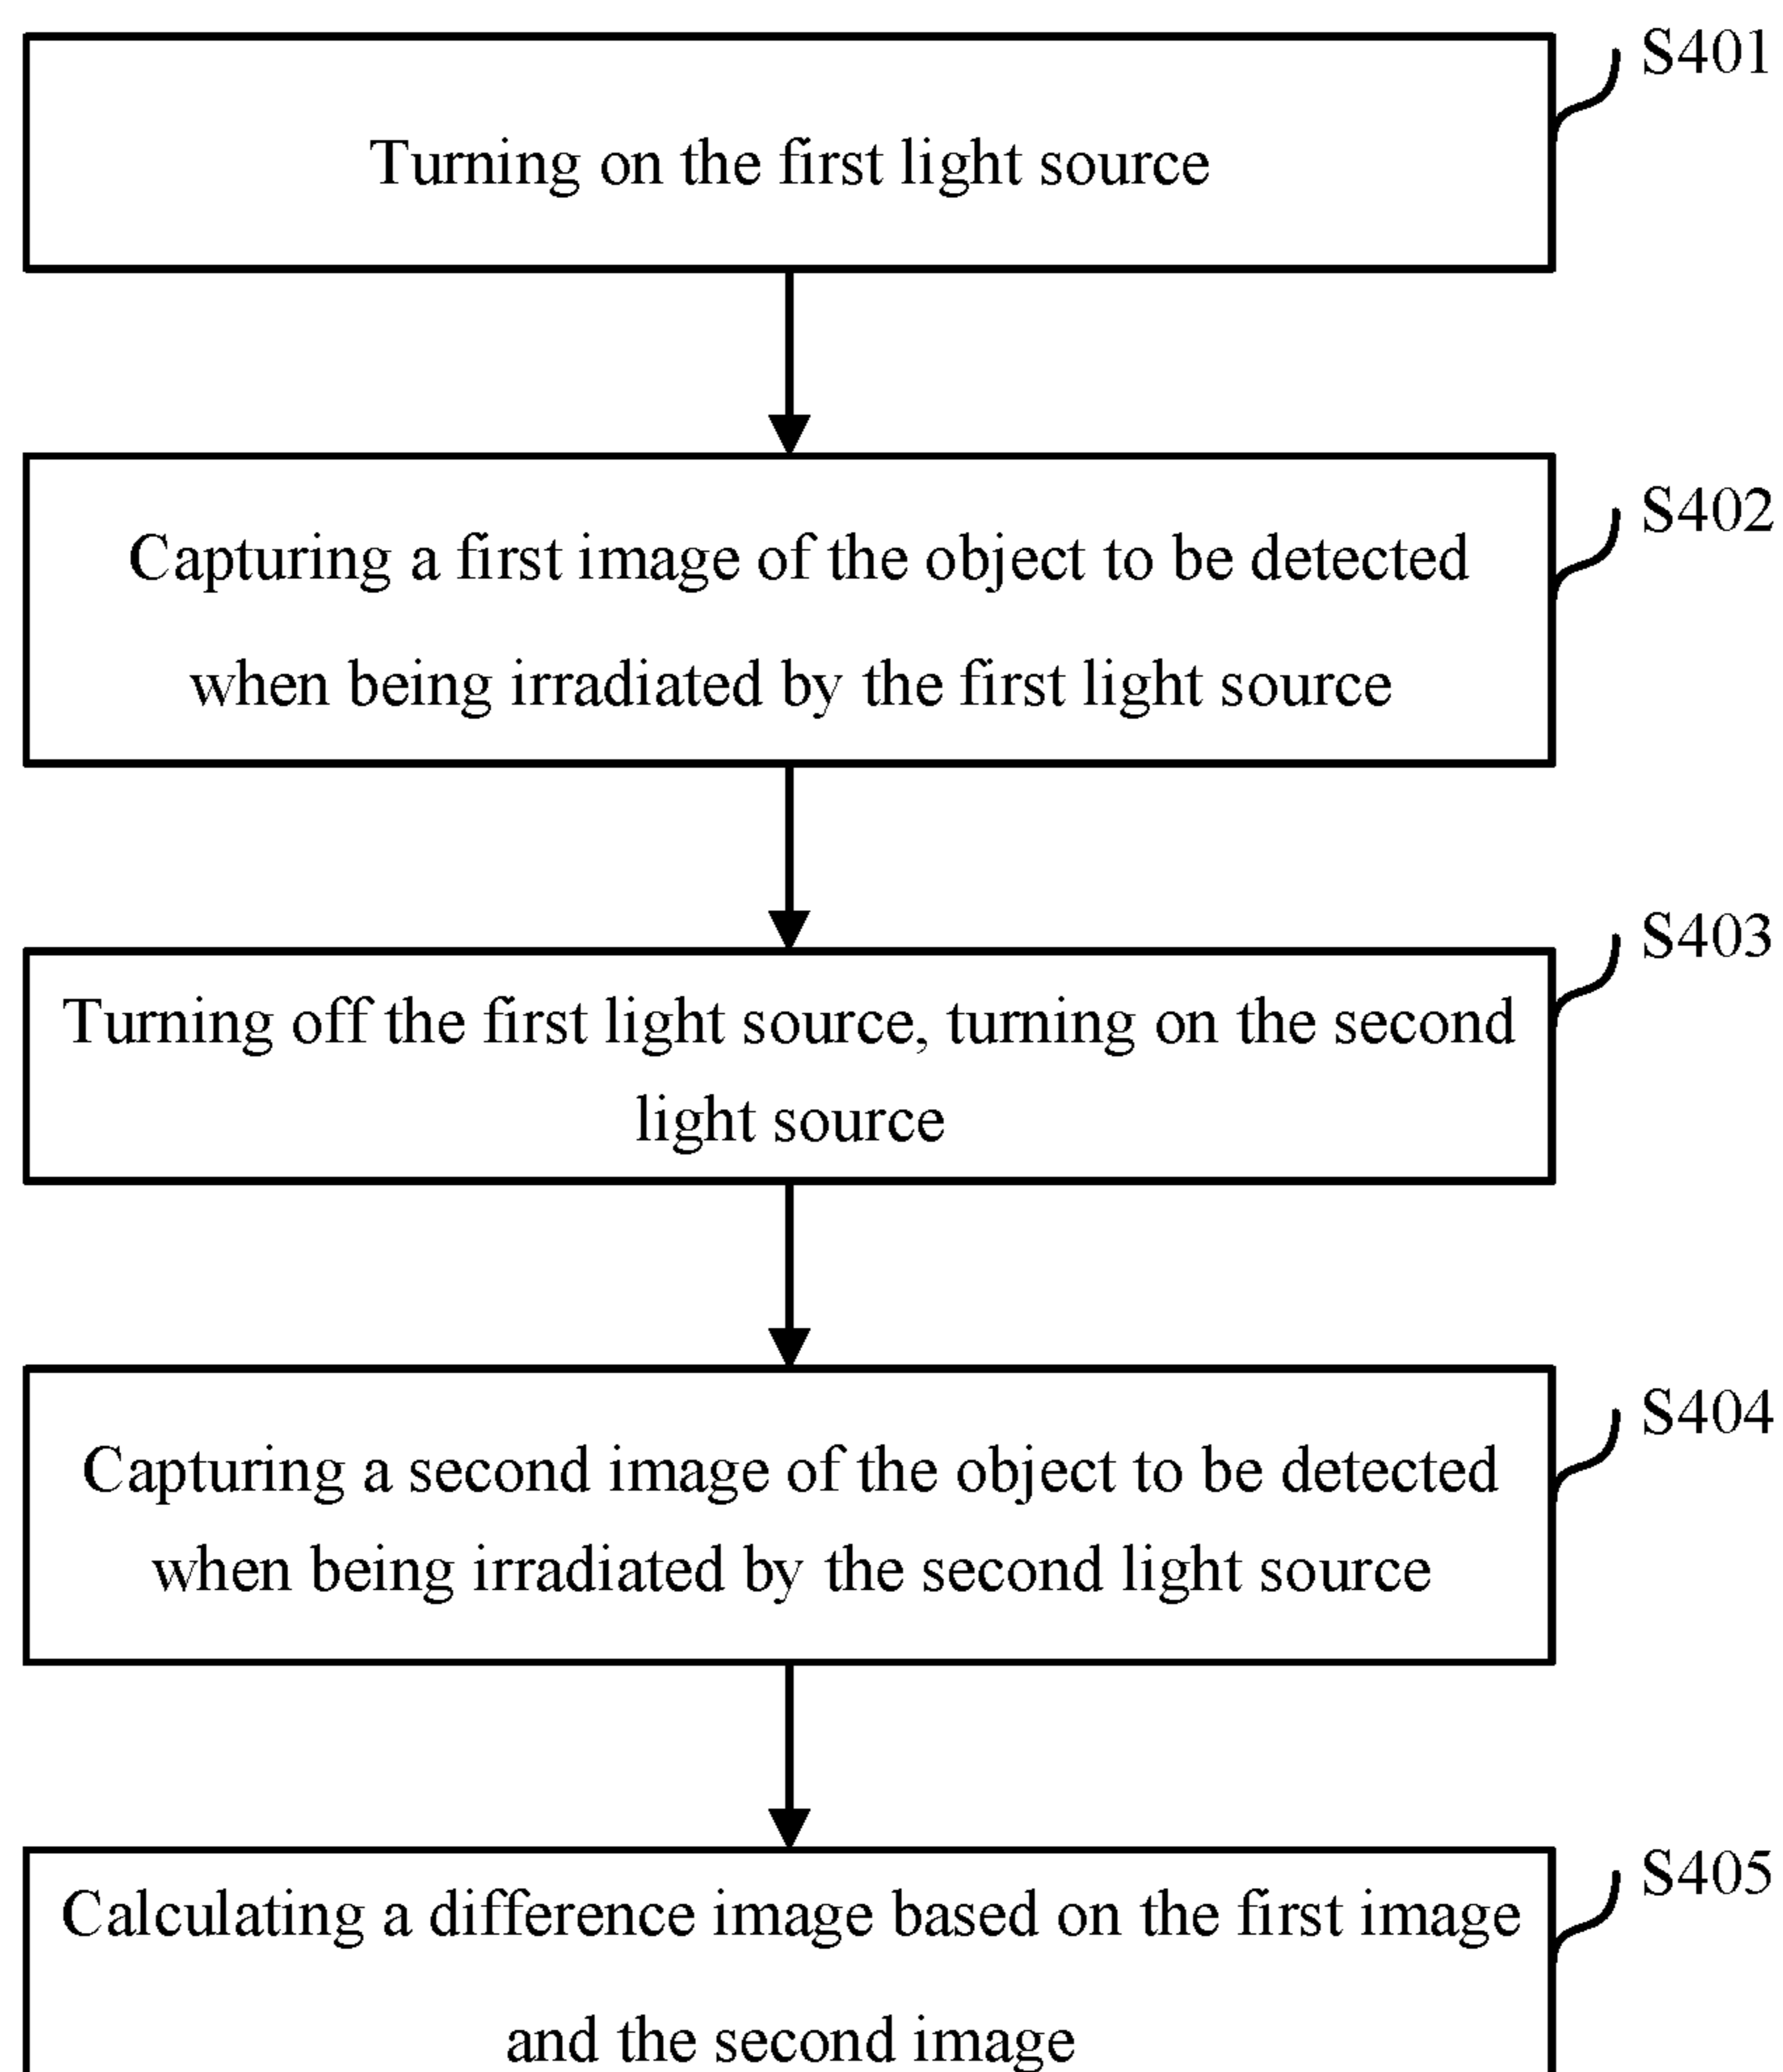 S401
Turning on the first light source
S402
Capturing a first image of the object to be detected
when being irradiated by the first light source
S403
Turning off the first light source, turning on the second
light source
S404
Capturing a second image of the object to be detected
when being irradiated by the second light source
S405
Calculating a difference image based on the first image
and the second image